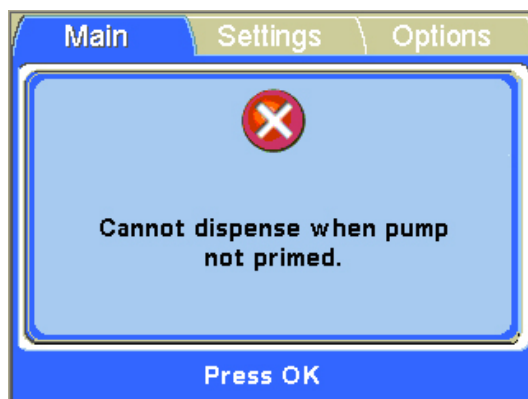 Main Settings Options
Cannot dispense when pump
not primed.
Press OK